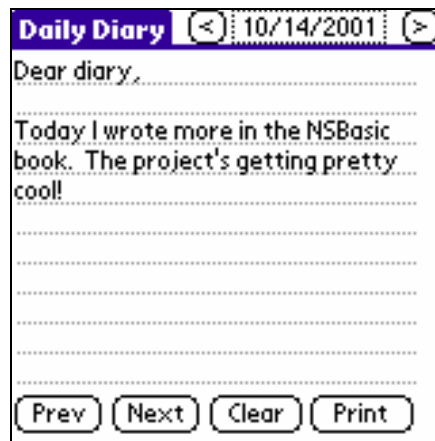 Daily Diary < 10/14/2001 >
Dear diary,
Today I wrote more in the NSBasic
book. The project's getting pretty
cool!
Prev Next Clear Print